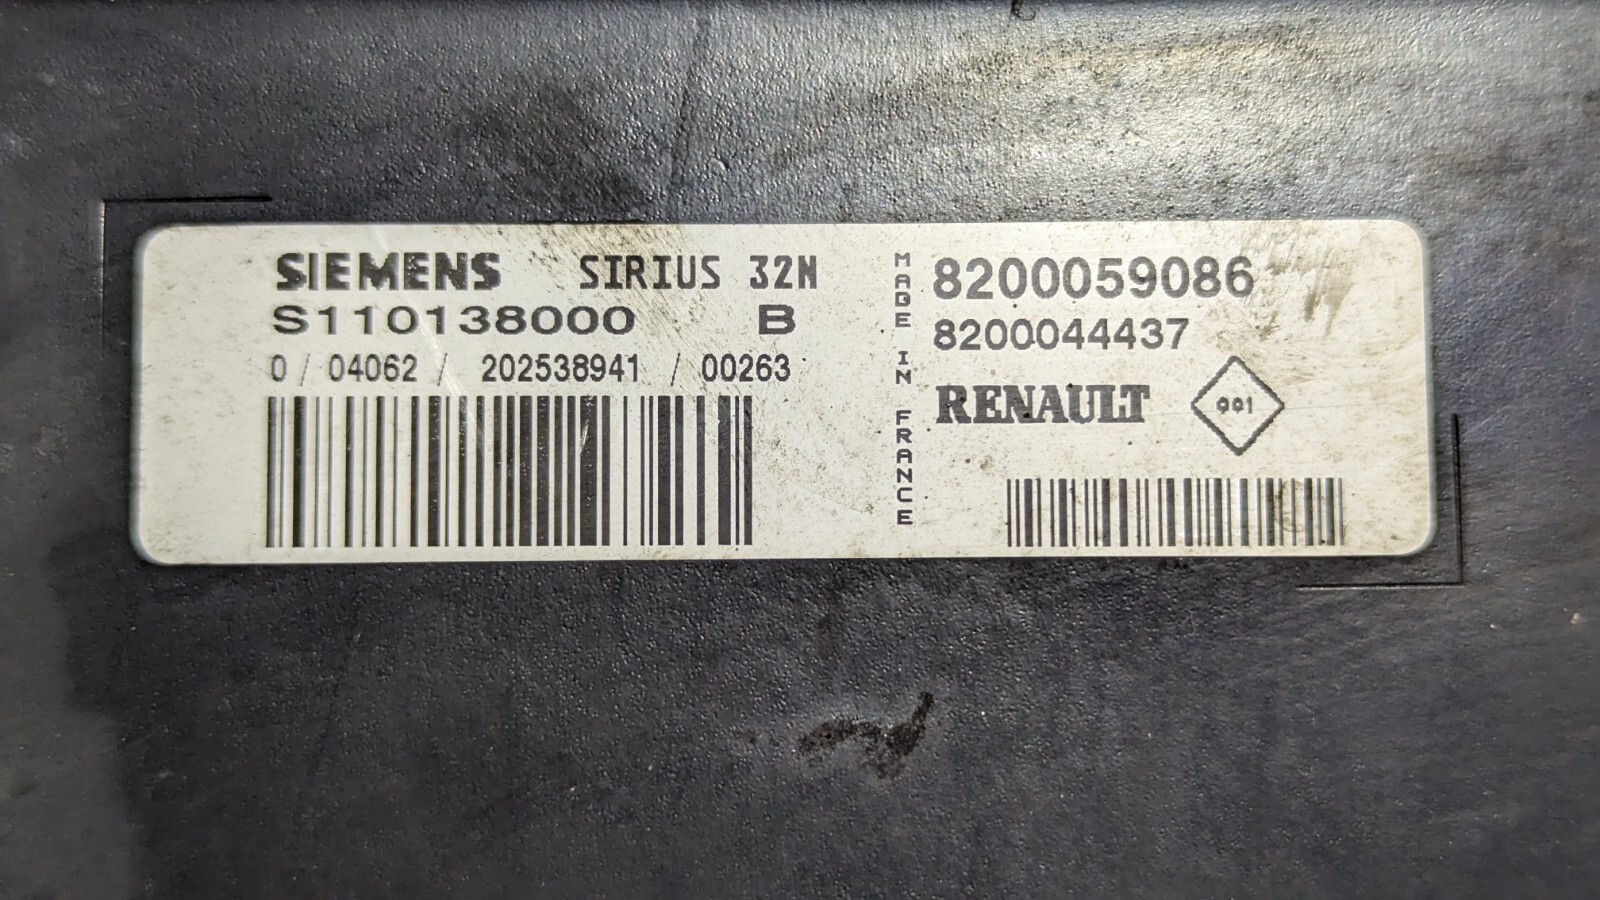 SIEMENS SIRIUS 32N
S110138000 B
0 / 04062 / 202538941 / 00263
MADE IN FRANCE
8200059086
8200044437
RENAULT 001